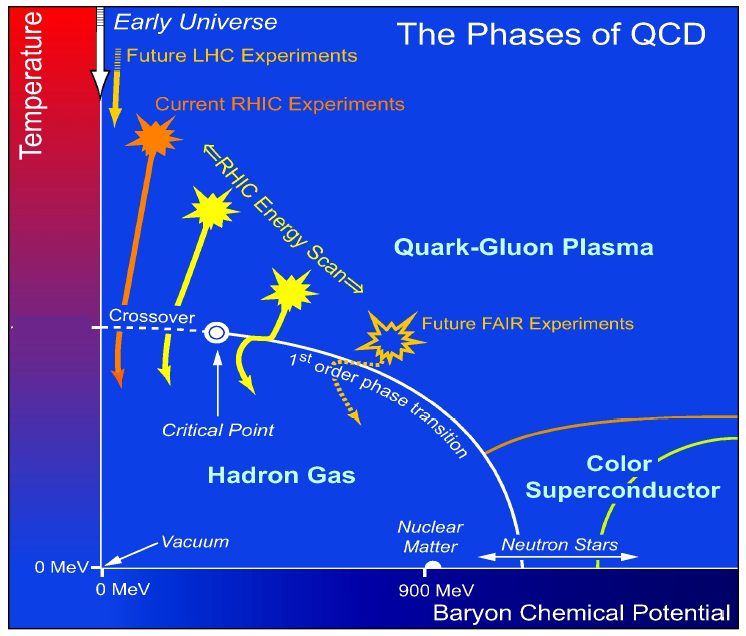 The Phases of QCD
Temperature
Early Universe
Future LHC Experiments
Current RHIC Experiments
⇐RHIC Energy Scan⇒
Quark-Gluon Plasma
Future FAIR Experiments
Crossover
1st order phase transition
Critical Point
Hadron Gas
Color
Superconductor
Vacuum
Nuclear
Matter
Neutron Stars
0 MeV
0 MeV
900 MeV
Baryon Chemical Potential